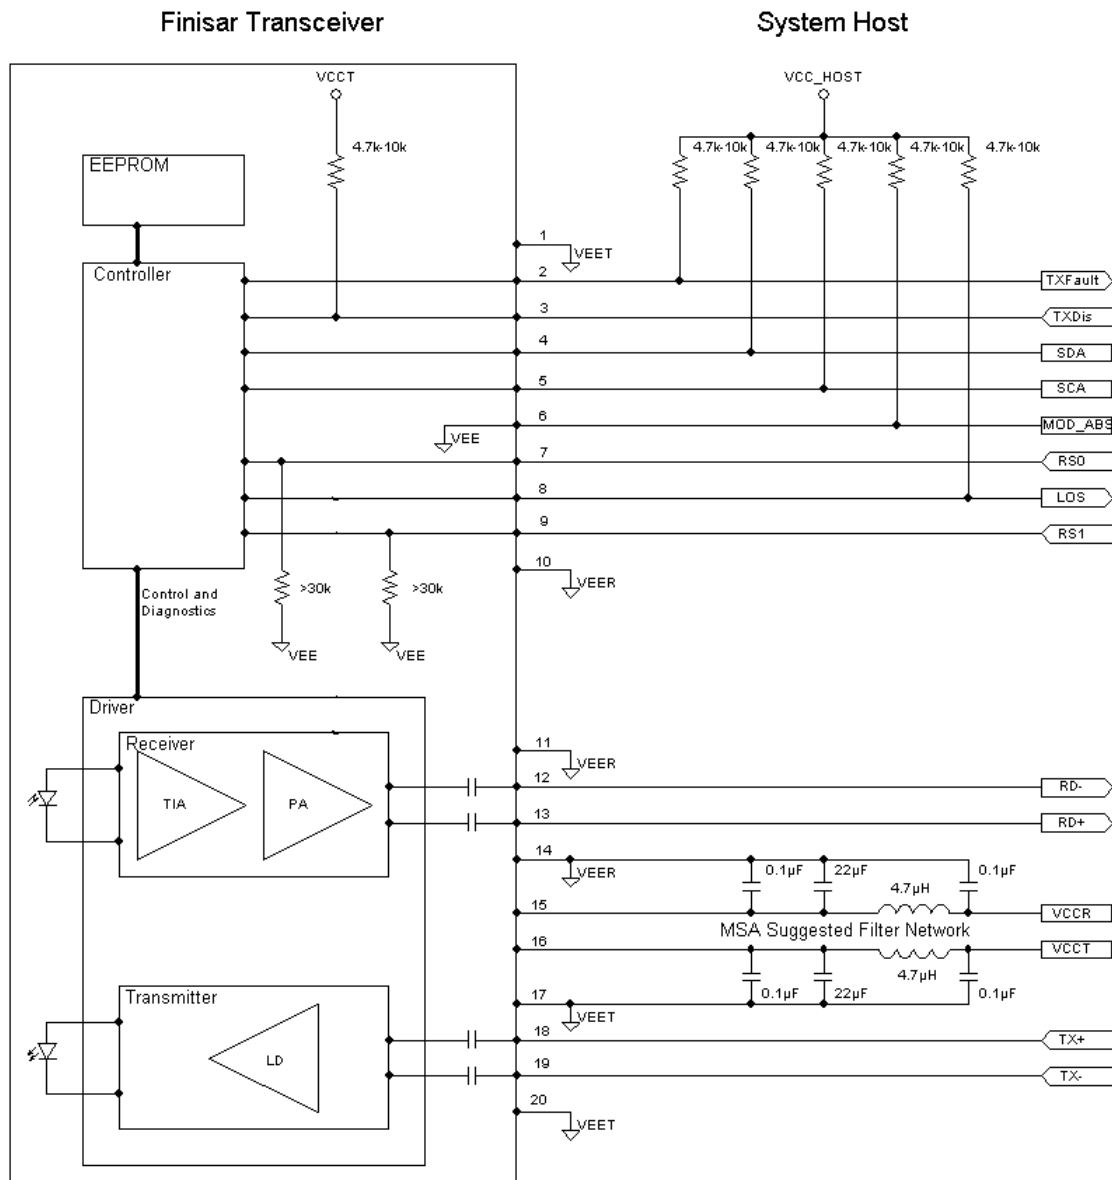 Finisar Transceiver
System Host
VCCT
VCC_HOST
4.7k-10k
4.7k-10k
4.7k-10k
4.7k-10k
4.7k-10k
4.7k-10k
EEPROM
1
VEET
Controller
2
TXFault
3
TXDis
4
SDA
5
SCA
6
VEE
MOD_ABS
7
RS0
8
LOS
9
RS1
10
VEER
Control and
Diagnostics
>30k
>30k
VEE
VEE
Driver
Receiver
11
VEER
TIA
PA
12
RD-
13
RD+
14
VEER
0.1µF
22µF
4.7µH
0.1µF
15
VCCR
MSA Suggested Filter Network
16
VCCT
4.7µH
Transmitter
17
VEET
0.1µF
22µF
0.1µF
18
TX+
LD
19
TX-
20
VEET